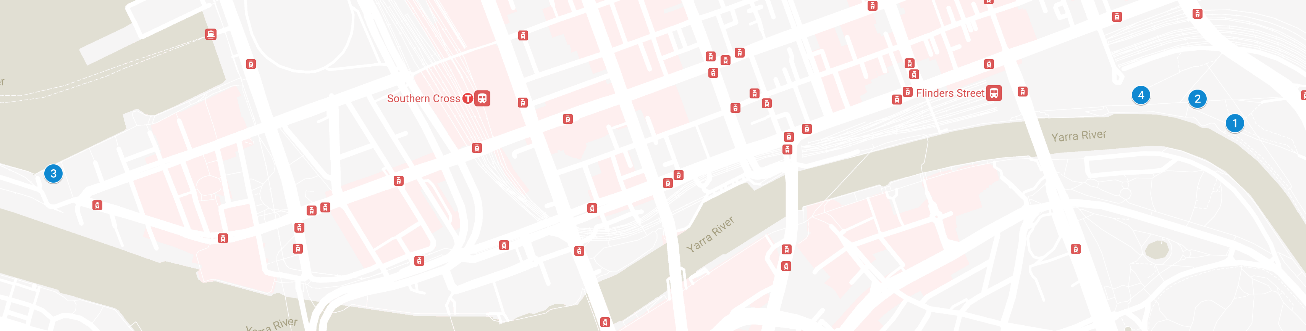 Southern Cross T
Flinders Street
4
2
1
Yarra River
3
Yarra River
Yarra River